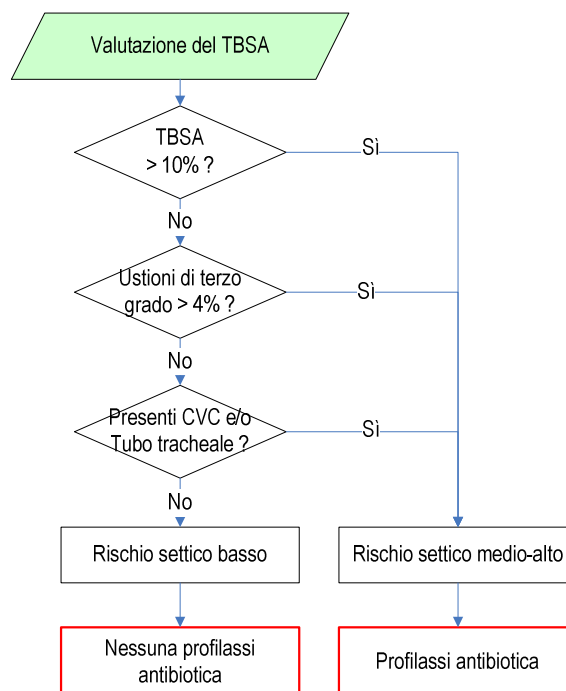 Valutazione del TBSA
TBSA
> 10% ?
Sì
No
Ustioni di terzo
grado > 4% ?
Sì
No
Presenti CVC e/o
Tubo tracheale ?
Sì
No
Rischio settico basso
Rischio settico medio-alto
Nessuna profilassi
antibiotica
Profilassi antibiotica